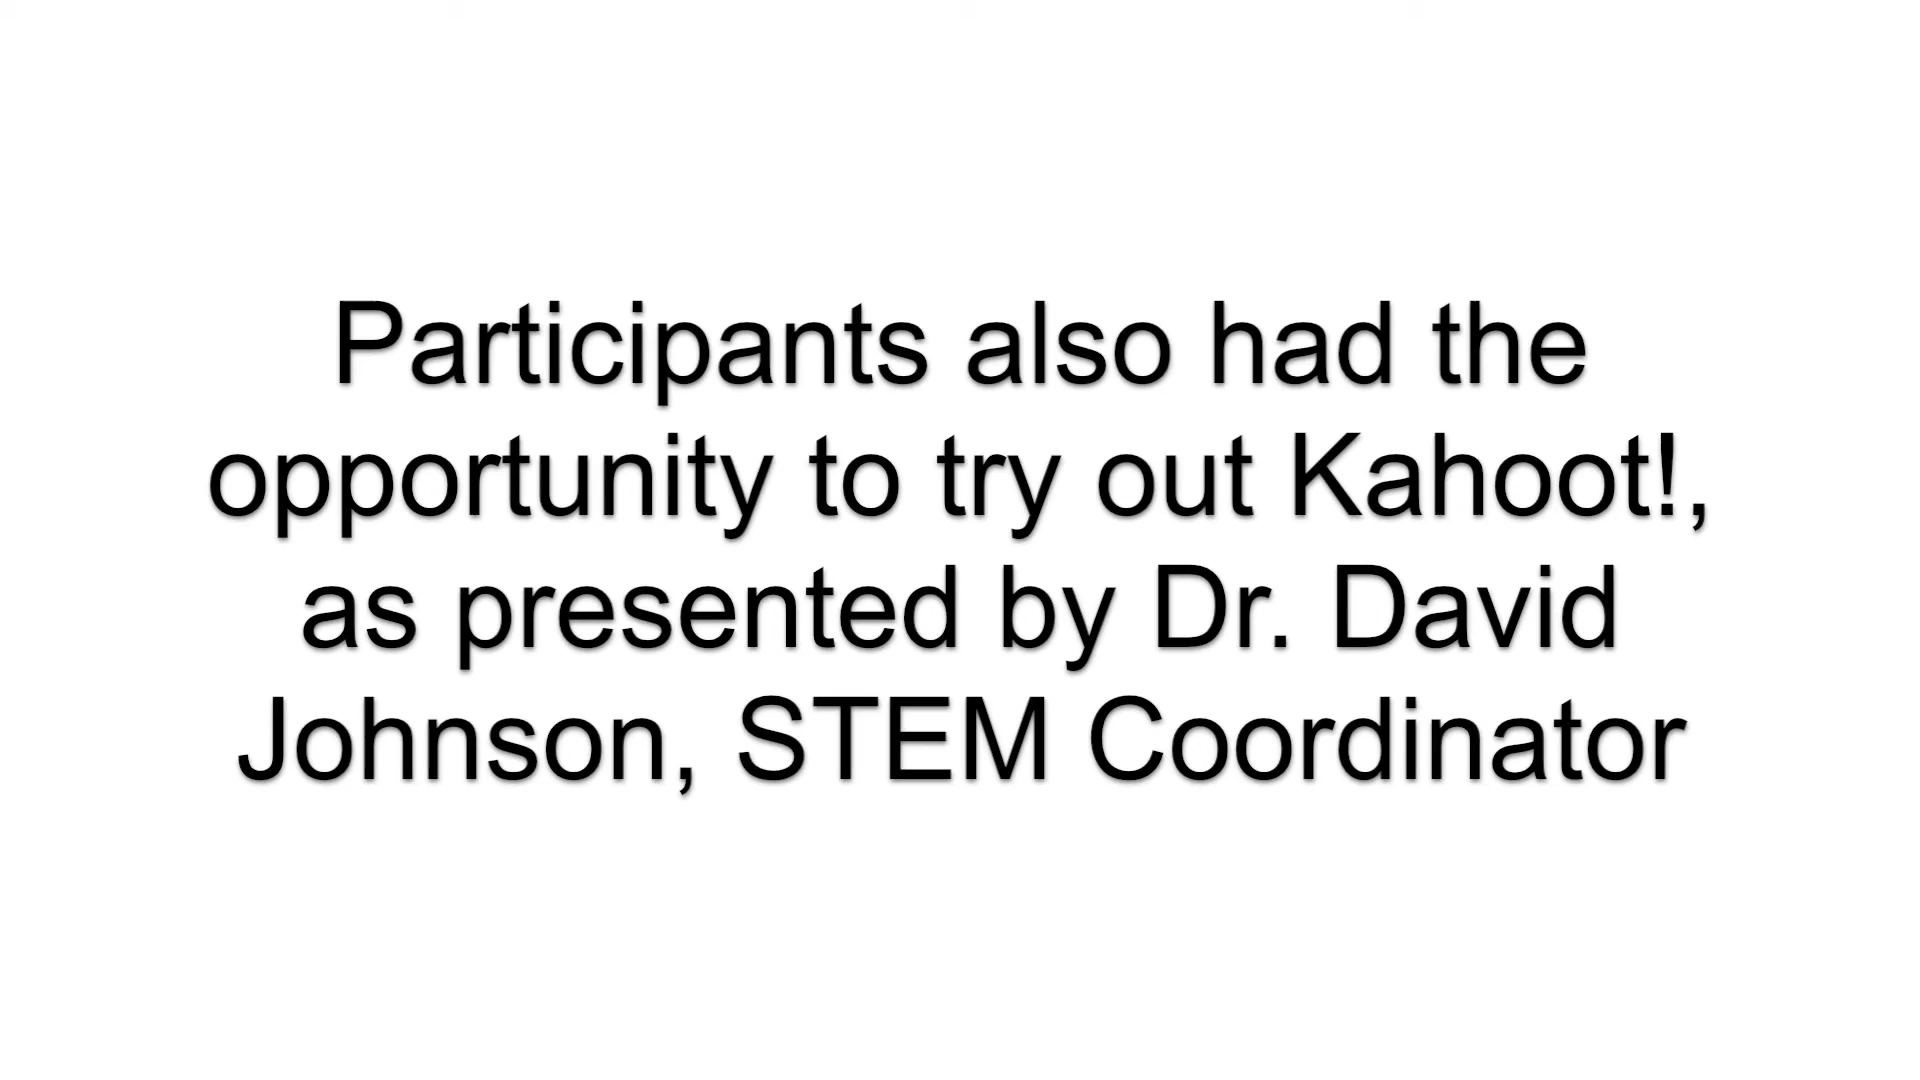 Participants also had the
opportunity to try out Kahoot!,
as presented by Dr. David
Johnson, STEM Coordinator